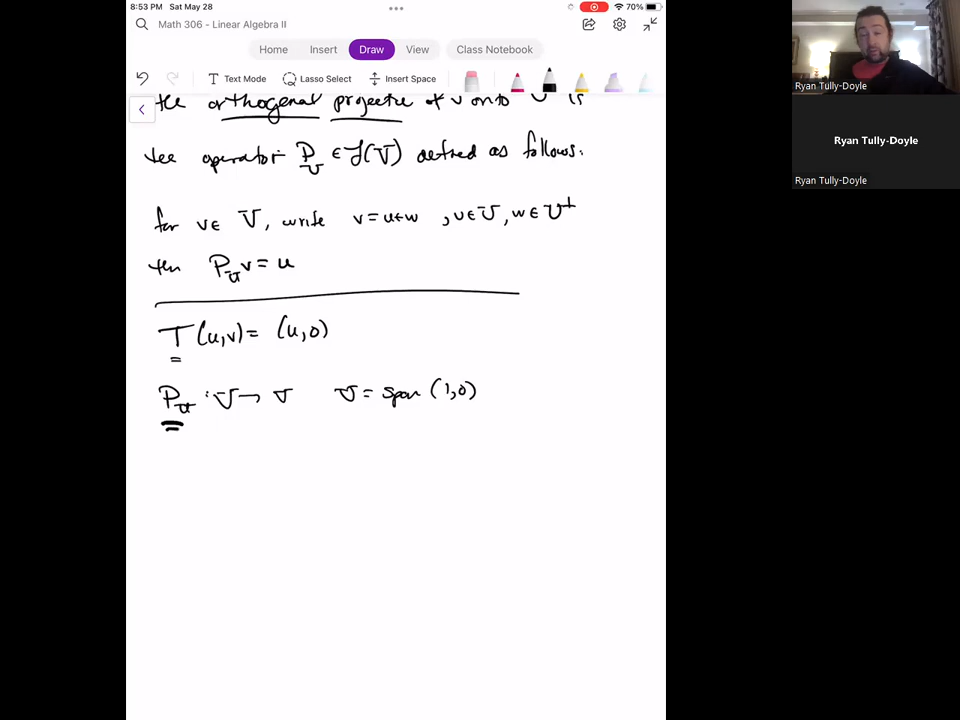 8:53 PM Sat May 28
70%
Math 306 - Linear Algebra II
Home Insert Draw View Class Notebook
Text Mode Lasso Select Insert Space
the orthogonal projection of V onto U is
the operator P_U ∈ L(V) defined as follows:
for v ∈ V, write v = u + w , u ∈ U, w ∈ U^⊥
then P_U v = u
T(u,v) = (u,0)
P_U : V → U U = span (1,0)
Ryan Tully-Doyle
Ryan Tully-Doyle
Ryan Tully-Doyle